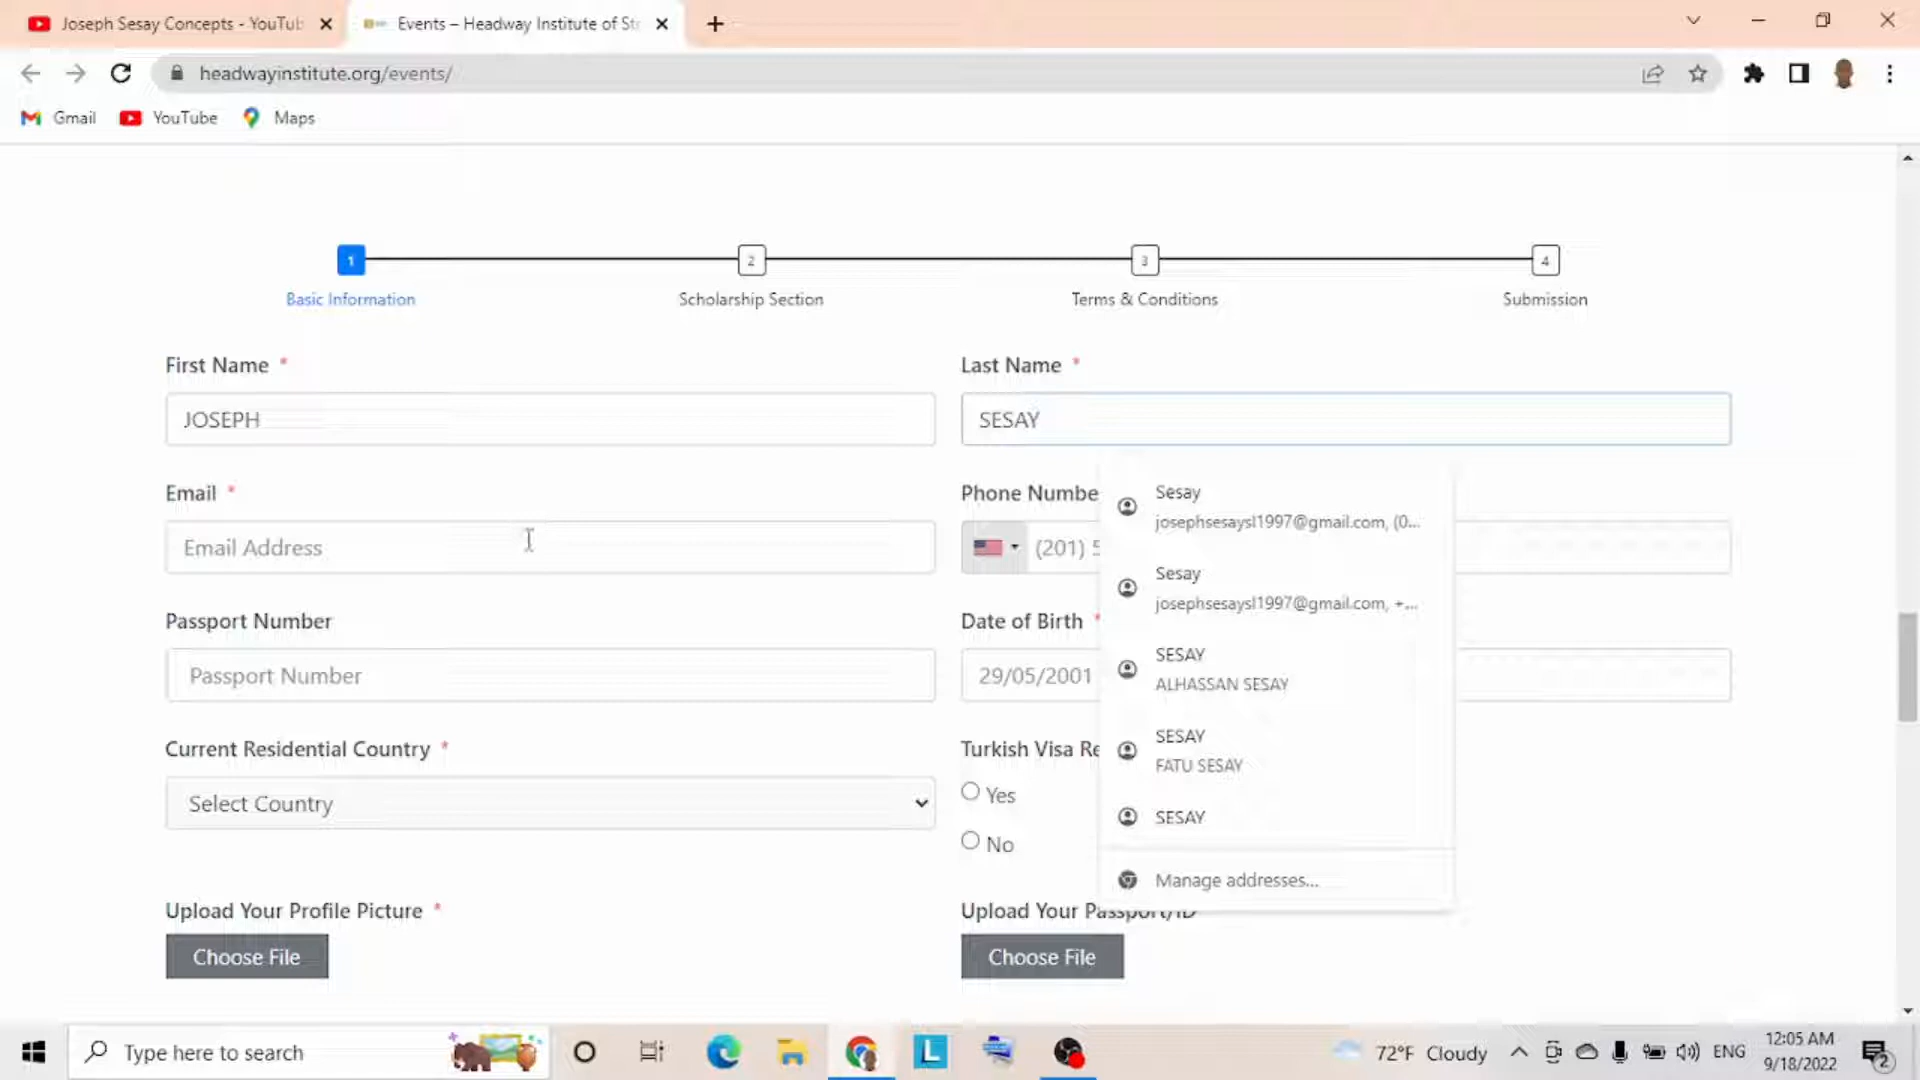 Joseph Sesay Concepts - YouTub
Events – Headway Institute of Str
headwayinstitute.org/events/
Gmail
YouTube
Maps
1
2
3
4
Basic Information
Scholarship Section
Terms & Conditions
Submission
First Name *
Last Name *
JOSEPH
SESAY
Email *
Phone Numbe
Email Address
(201) 5
Sesay
josephsesaysl1997@gmail.com, (0...
Sesay
josephsesaysl1997@gmail.com, +...
SESAY
ALHASSAN SESAY
SESAY
FATU SESAY
SESAY
Manage addresses...
Passport Number
Date of Birth *
Passport Number
29/05/2001
Current Residential Country *
Turkish Visa Re
Select Country
Yes
No
Upload Your Profile Picture *
Upload Your Passport/ID
Choose File
Choose File
Type here to search
L
72°F Cloudy
ENG
12:05 AM
9/18/2022
2